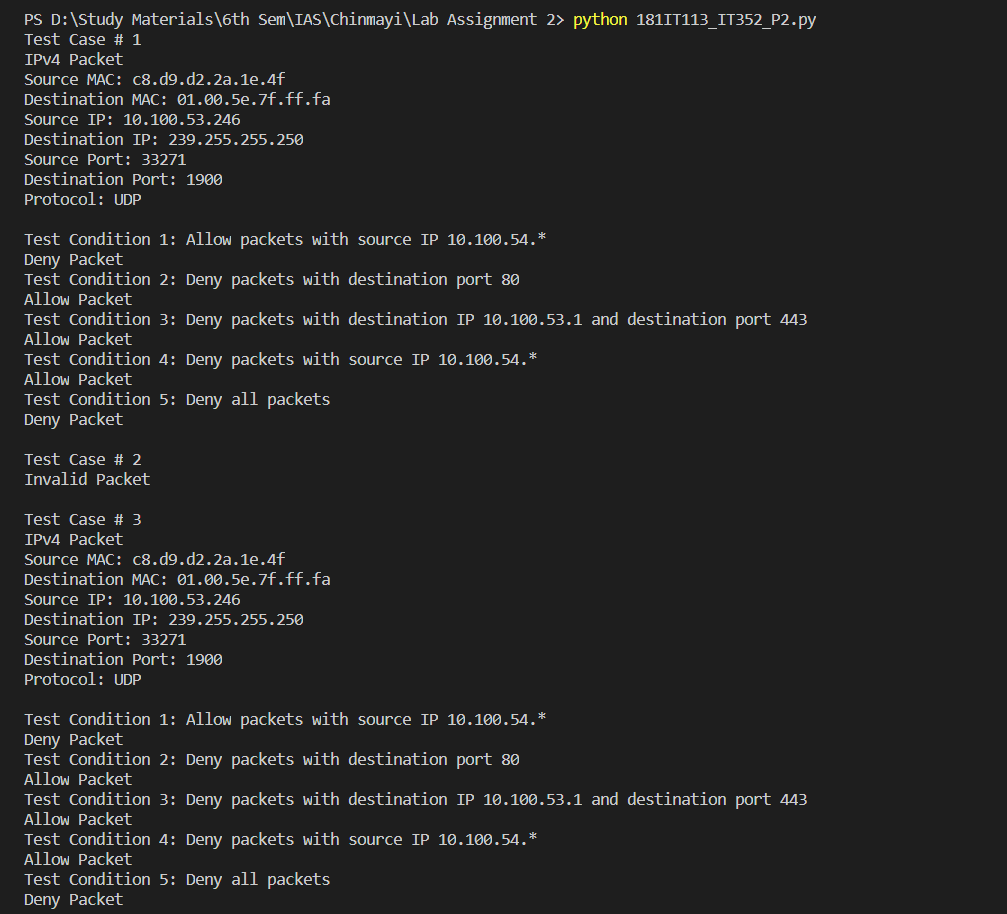 PS D:\Study Materials\6th Sem\IAS\Chinmayi\Lab Assignment 2> python 181IT113_IT352_P2.py
Test Case # 1
IPv4 Packet
Source MAC: c8.d9.d2.2a.1e.4f
Destination MAC: 01.00.5e.7f.ff.fa
Source IP: 10.100.53.246
Destination IP: 239.255.255.250
Source Port: 33271
Destination Port: 1900
Protocol: UDP

Test Condition 1: Allow packets with source IP 10.100.54.*
Deny Packet
Test Condition 2: Deny packets with destination port 80
Allow Packet
Test Condition 3: Deny packets with destination IP 10.100.53.1 and destination port 443
Allow Packet
Test Condition 4: Deny packets with source IP 10.100.54.*
Allow Packet
Test Condition 5: Deny all packets
Deny Packet

Test Case # 2
Invalid Packet

Test Case # 3
IPv4 Packet
Source MAC: c8.d9.d2.2a.1e.4f
Destination MAC: 01.00.5e.7f.ff.fa
Source IP: 10.100.53.246
Destination IP: 239.255.255.250
Source Port: 33271
Destination Port: 1900
Protocol: UDP

Test Condition 1: Allow packets with source IP 10.100.54.*
Deny Packet
Test Condition 2: Deny packets with destination port 80
Allow Packet
Test Condition 3: Deny packets with destination IP 10.100.53.1 and destination port 443
Allow Packet
Test Condition 4: Deny packets with source IP 10.100.54.*
Allow Packet
Test Condition 5: Deny all packets
Deny Packet